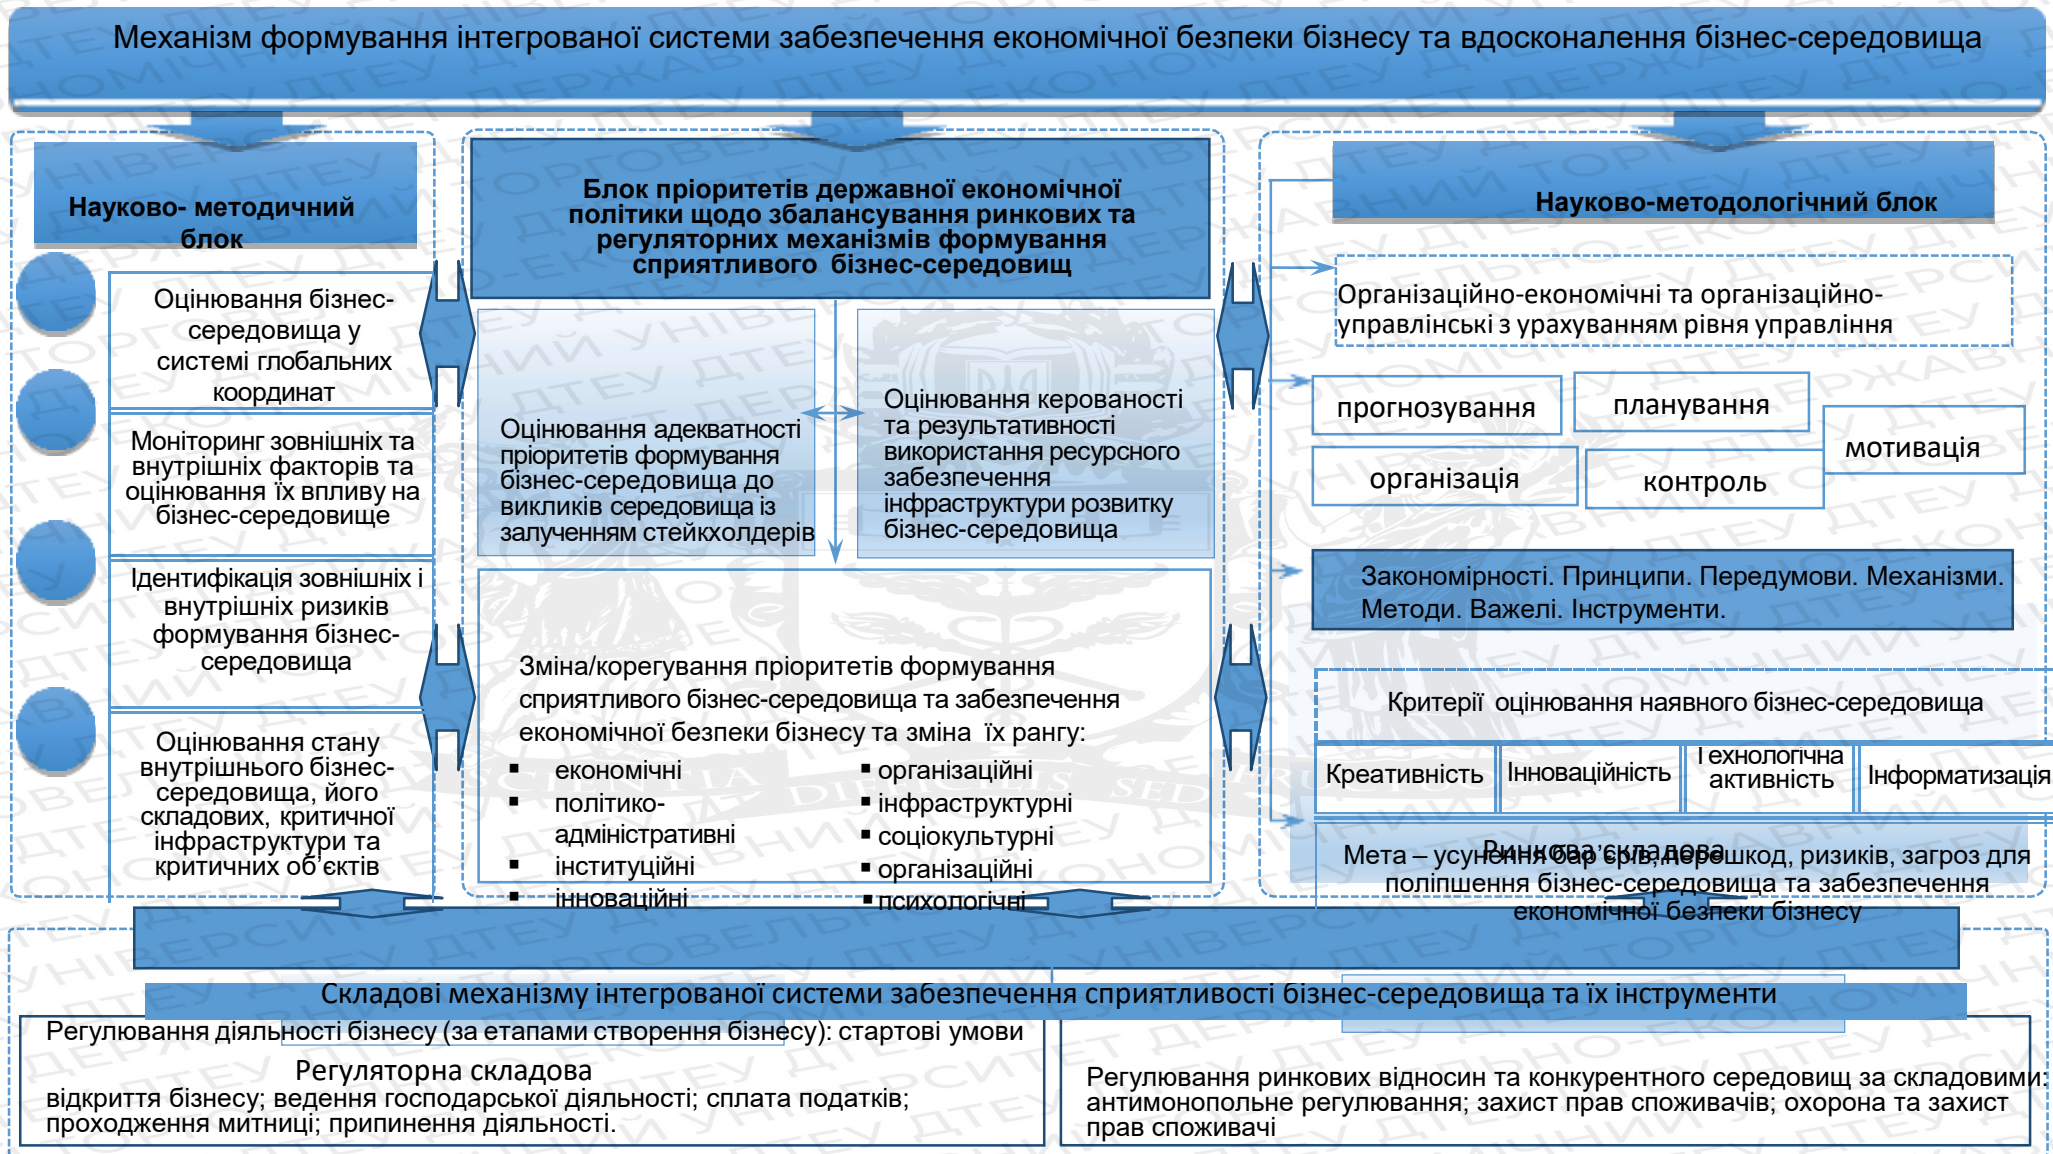 Механізм формування інтегрованої системи забезпечення економічної безпеки бізнесу та вдосконалення бізнес-середовища
Науково- методичний
блок
Оцінювання бізнес-
середовища у
системі глобальних
координат
Моніторинг зовнішніх та
внутрішніх факторів та
оцінювання їх впливу на
бізнес-середовище
Ідентифікація зовнішніх і
внутрішніх ризиків
формування бізнес-
середовища
Оцінювання стану
внутрішнього бізнес-
середовища, його
складових, критичної
інфраструктури та
критичних об’єктів
Блок пріоритетів державної економічної
політики щодо збалансування ринкових та
регуляторних механізмів формування
сприятливого бізнес-середовищ
Оцінювання адекватності
пріоритетів формування
бізнес-середовища до
викликів середовища із
залученням стейкхолдерів
Оцінювання керованості
та результативності
використання ресурсного
забезпечення
інфраструктури розвитку
бізнес-середовища
Зміна/корегування пріоритетів формування
сприятливого бізнес-середовища та забезпечення
економічної безпеки бізнесу та зміна їх рангу:
▪ економічні
▪ політико-
адміністративні
▪ інституційні
▪ інноваційні
▪ організаційні
▪ інфраструктурні
▪ соціокультурні
▪ організаційні
▪ психологічні
Науково-методологічний блок
Організаційно-економічні та організаційно-
управлінські з урахуванням рівня управління
прогнозування
планування
мотивація
організація
контроль
Закономірності. Принципи. Передумови. Механізми.
Методи. Важелі. Інструменти.
Критерії оцінювання наявного бізнес-середовища
Креативність
Інноваційність
Технологічна
активність
Інформатизація
Ринкова складова
Мета – усунення бар’єрів, перешкод, ризиків, загроз для
поліпшення бізнес-середовища та забезпечення
економічної безпеки бізнесу
Складові механізму інтегрованої системи забезпечення сприятливості бізнес-середовища та їх інструменти
Регулювання діяльності бізнесу (за етапами створення бізнесу): стартові умови
Регуляторна складова
відкриття бізнесу; ведення господарської діяльності; сплата податків;
проходження митниці; припинення діяльності.
Регулювання ринкових відносин та конкурентного середовищ за складовими:
антимонопольне регулювання; захист прав споживачів; охорона та захист
прав споживачі